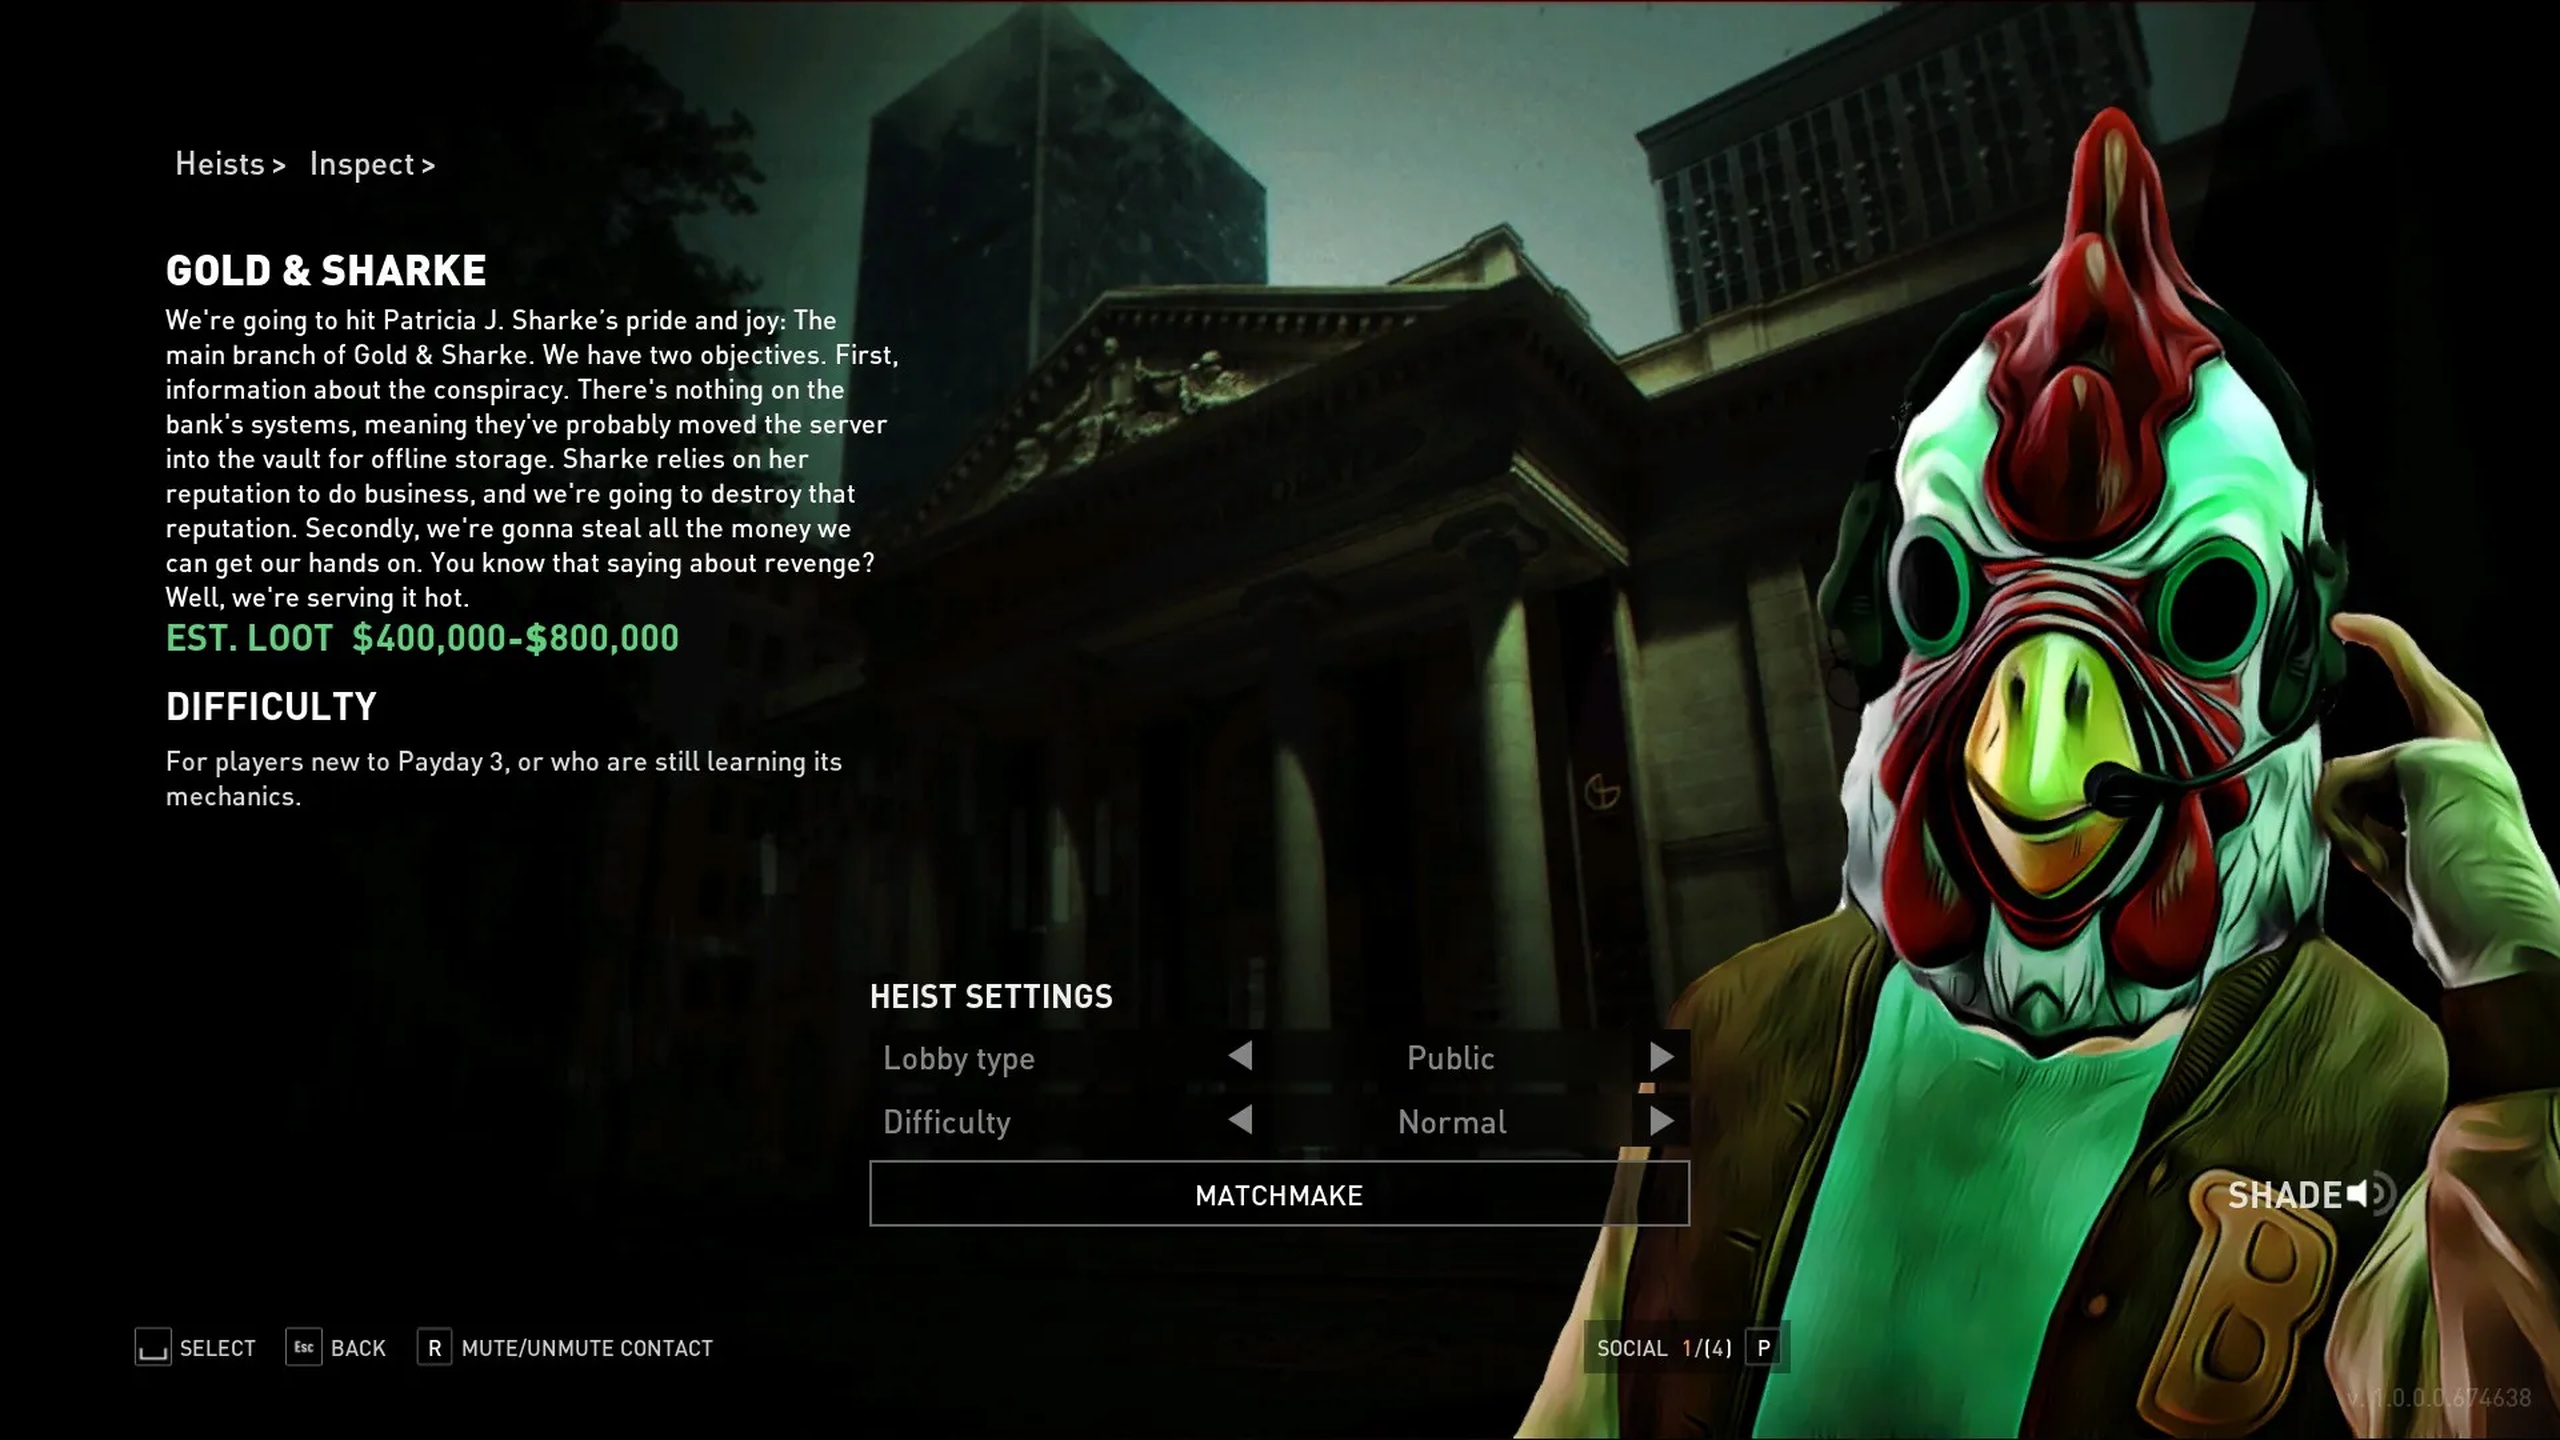 Heists > Inspect >
GOLD & SHARKE
We're going to hit Patricia J. Sharke’s pride and joy: The
main branch of Gold & Sharke. We have two objectives. First,
information about the conspiracy. There's nothing on the
bank's systems, meaning they've probably moved the server
into the vault for offline storage. Sharke relies on her
reputation to do business, and we're going to destroy that
reputation. Secondly, we're gonna steal all the money we
can get our hands on. You know that saying about revenge?
Well, we're serving it hot.
EST. LOOT $400,000-$800,000
DIFFICULTY
For players new to Payday 3, or who are still learning its
mechanics.
HEIST SETTINGS
Lobby type Public
Difficulty Normal
MATCHMAKE
SHADE
B
SELECT Esc BACK R MUTE/UNMUTE CONTACT
SOCIAL 1/(4) P
v. 1.0.0.0.674638